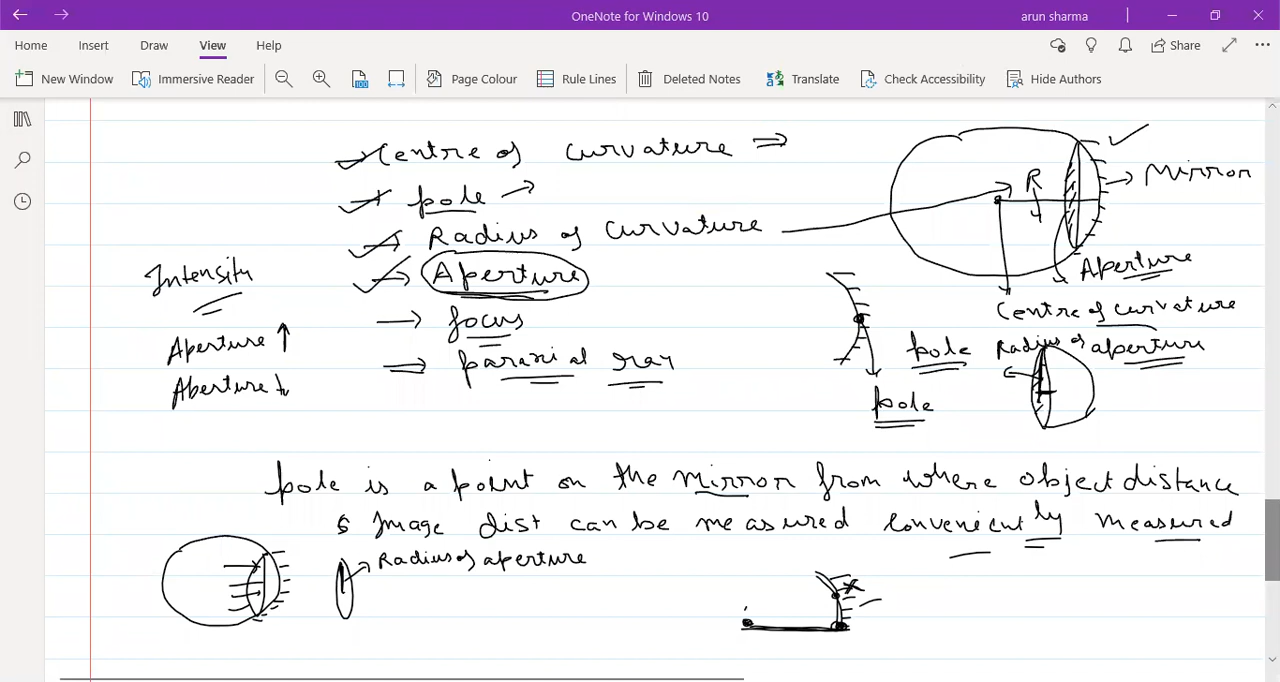 OneNote for Windows 10
arun sharma
Home Insert Draw View Help
Share
New Window Immersive Reader Page Colour Rule Lines Deleted Notes Translate Check Accessibility Hide Authors
Centre of curvature ⇒
pole →
Radius of curvature
Aperture
focus
paraxial ray
Intensity
Aperture ↑
Aperture ↓
R
Mirror
Aperture
Centre of curvature
Radius of aperture
pole
pole
pole is a point on the mirror from where object distance
& Image dist can be measured conveniently measured
Radius of aperture